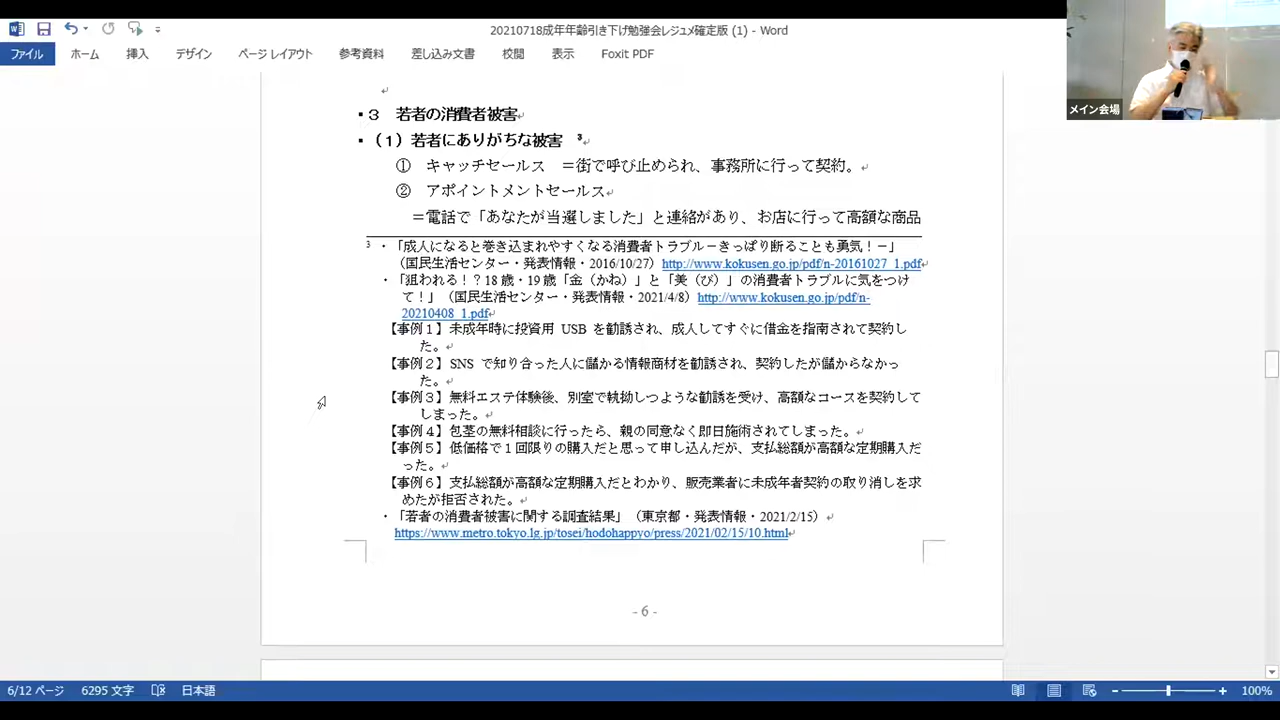 20210718成年年齢引き下げ勉強会レジュメ確定版 (1) - Word
ファイル ホーム 挿入 デザイン ページ レイアウト 参考資料 差し込み文書 校閲 表示 Foxit PDF
メイン会場
３　若者の消費者被害
（１）若者にありがちな被害 3
①　キャッチセールス　＝街で呼び止められ、事務所に行って契約。
②　アポイントメントセールス
＝電話で「あなたが当選しました」と連絡があり、お店に行って高額な商品
3 ・「成人になると巻き込まれやすくなる消費者トラブル－きっぱり断ることも勇気！－」
（国民生活センター・発表情報・2016/10/27）http://www.kokusen.go.jp/pdf/n-20161027_1.pdf
・「狙われる！？18歳・19歳「金（かね）」と「美（び）」の消費者トラブルに気をつけ
て！」（国民生活センター・発表情報・2021/4/8）http://www.kokusen.go.jp/pdf/n-
20210408_1.pdf
【事例１】未成年時に投資用 USB を勧誘され、成人してすぐに借金を指南されて契約し
た。
【事例２】SNS で知り合った人に儲かる情報商材を勧誘され、契約したが儲からなかっ
た。
【事例３】無料エステ体験後、別室で執拗しつような勧誘を受け、高額なコースを契約して
しまった。
【事例４】包茎の無料相談に行ったら、親の同意なく即日施術されてしまった。
【事例５】低価格で１回限りの購入だと思って申し込んだが、支払総額が高額な定期購入だ
った。
【事例６】支払総額が高額な定期購入だとわかり、販売業者に未成年者契約の取り消しを求
めたが拒否された。
・「若者の消費者被害に関する調査結果」（東京都・発表情報・2021/2/15）
https://www.metro.tokyo.lg.jp/tosei/hodohappyo/press/2021/02/15/10.html
- 6 -
6/12 ページ 6295 文字 日本語 100%